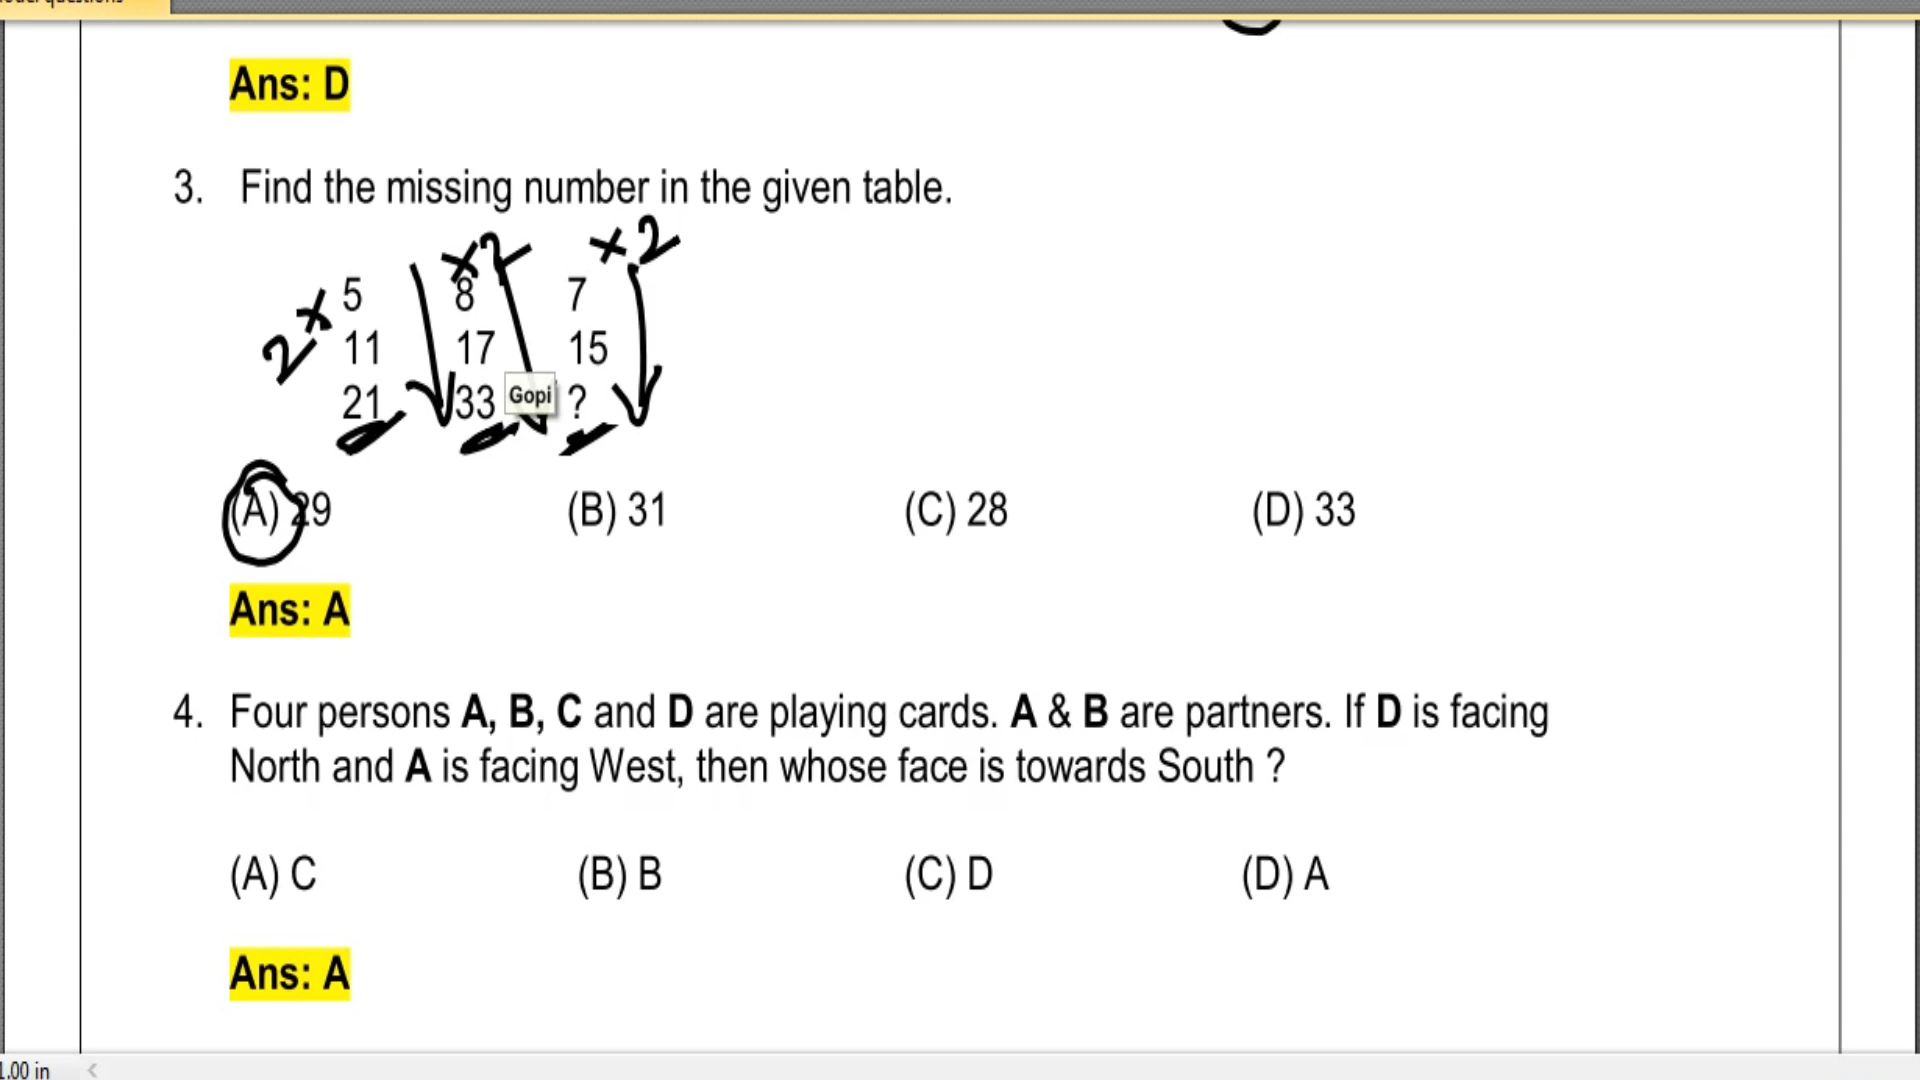 Ans: D
3. Find the missing number in the given table.
×2 ×2
2× 5 8 7
11 17 15
21 33 Gopi ?
(A) 29 (B) 31 (C) 28 (D) 33
Ans: A
4. Four persons A, B, C and D are playing cards. A & B are partners. If D is facing
North and A is facing West, then whose face is towards South ?
(A) C (B) B (C) D (D) A
Ans: A
1.00 in